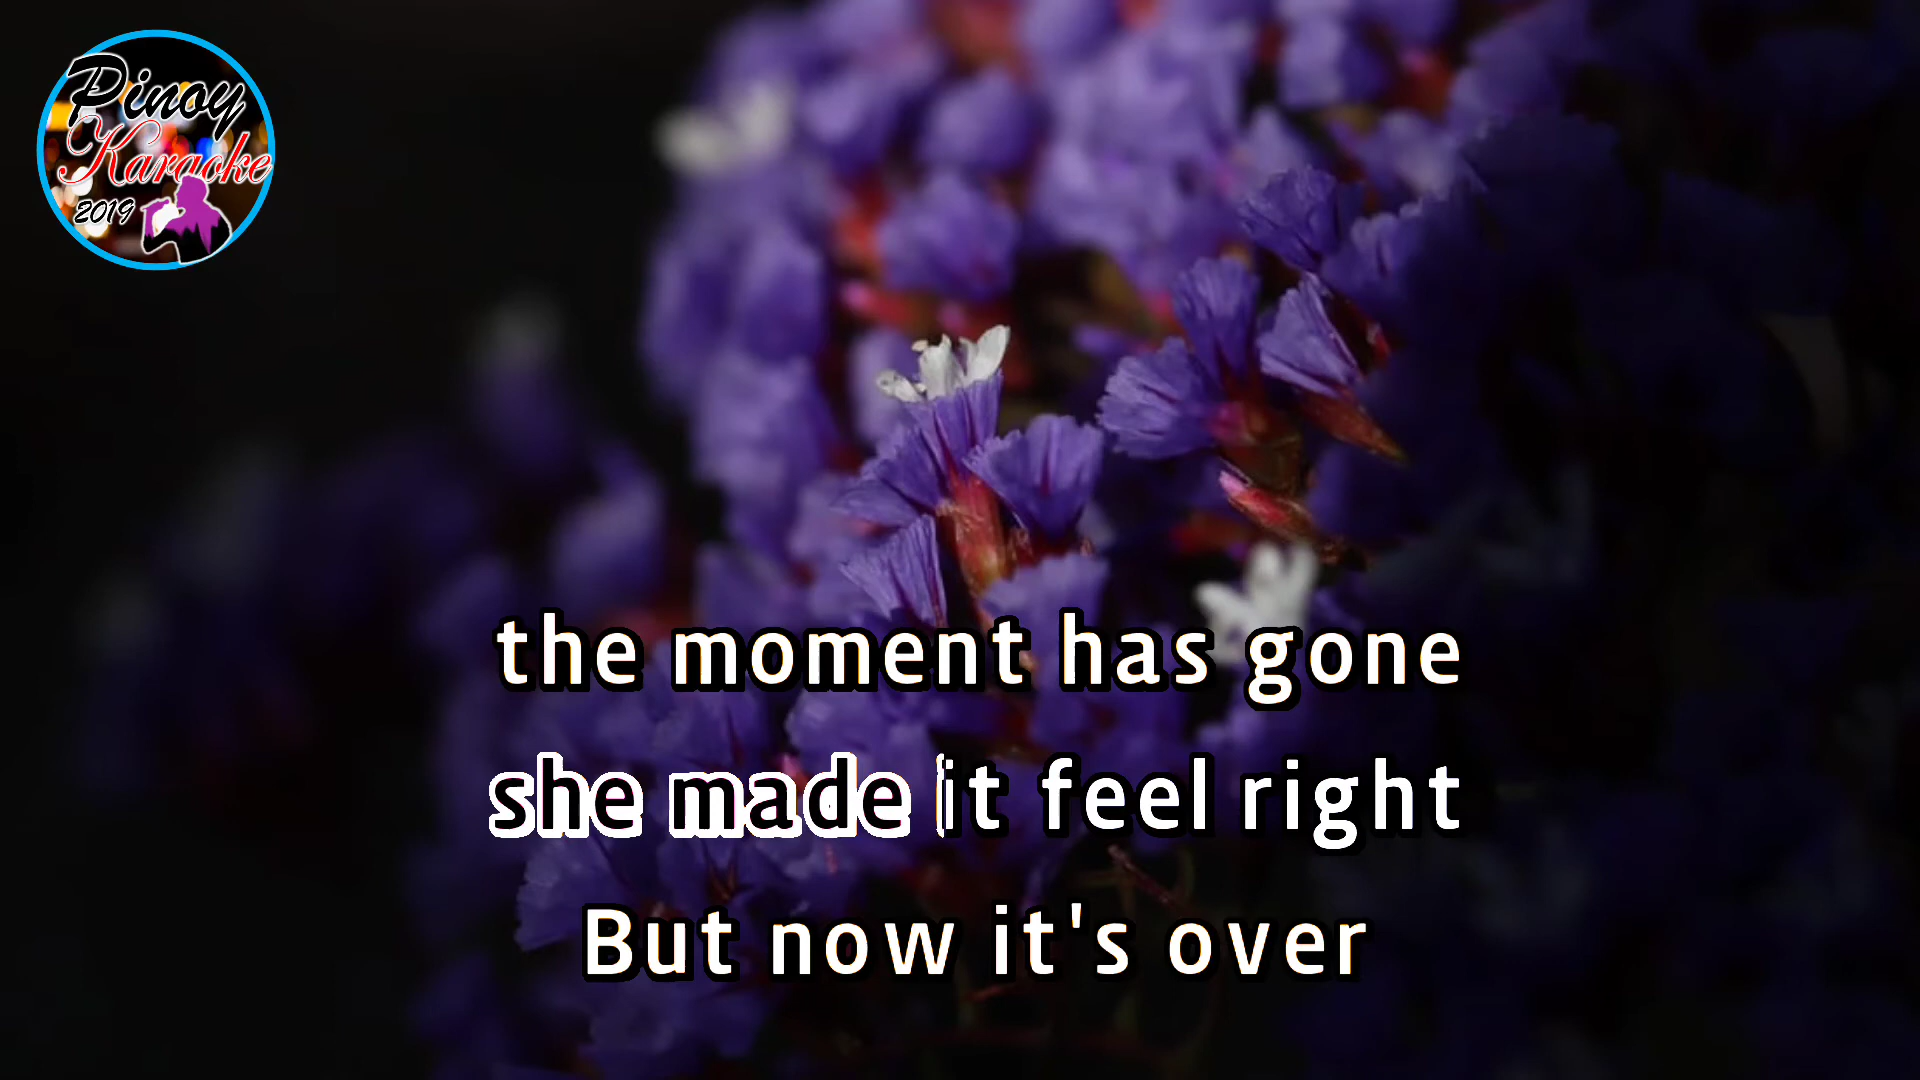 Pinoy
Karaoke
2019
the moment has gone
she made it feel right
But now it's over